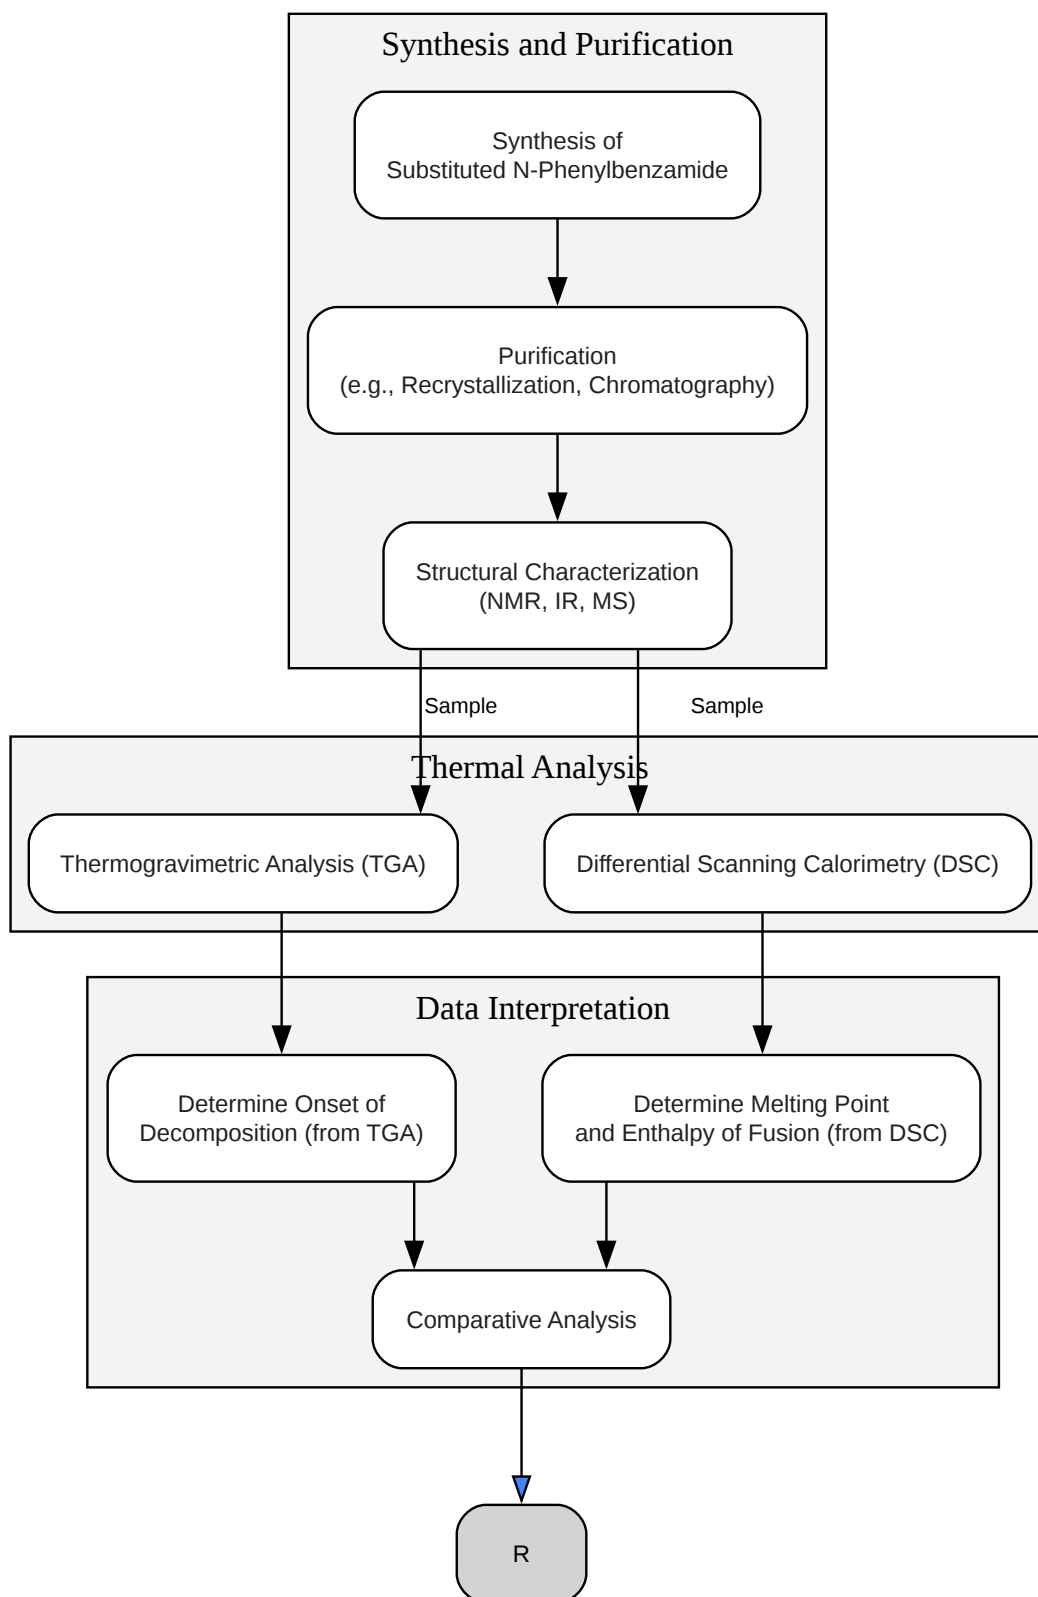 Synthesis and Purification
Synthesis of
Substituted N-Phenylbenzamide
Purification
(e.g., Recrystallization, Chromatography)
Structural Characterization
(NMR, IR, MS)
Sample
Sample
Thermal Analysis
Thermogravimetric Analysis (TGA)
Differential Scanning Calorimetry (DSC)
Data Interpretation
Determine Onset of
Decomposition (from TGA)
Determine Melting Point
and Enthalpy of Fusion (from DSC)
Comparative Analysis
R